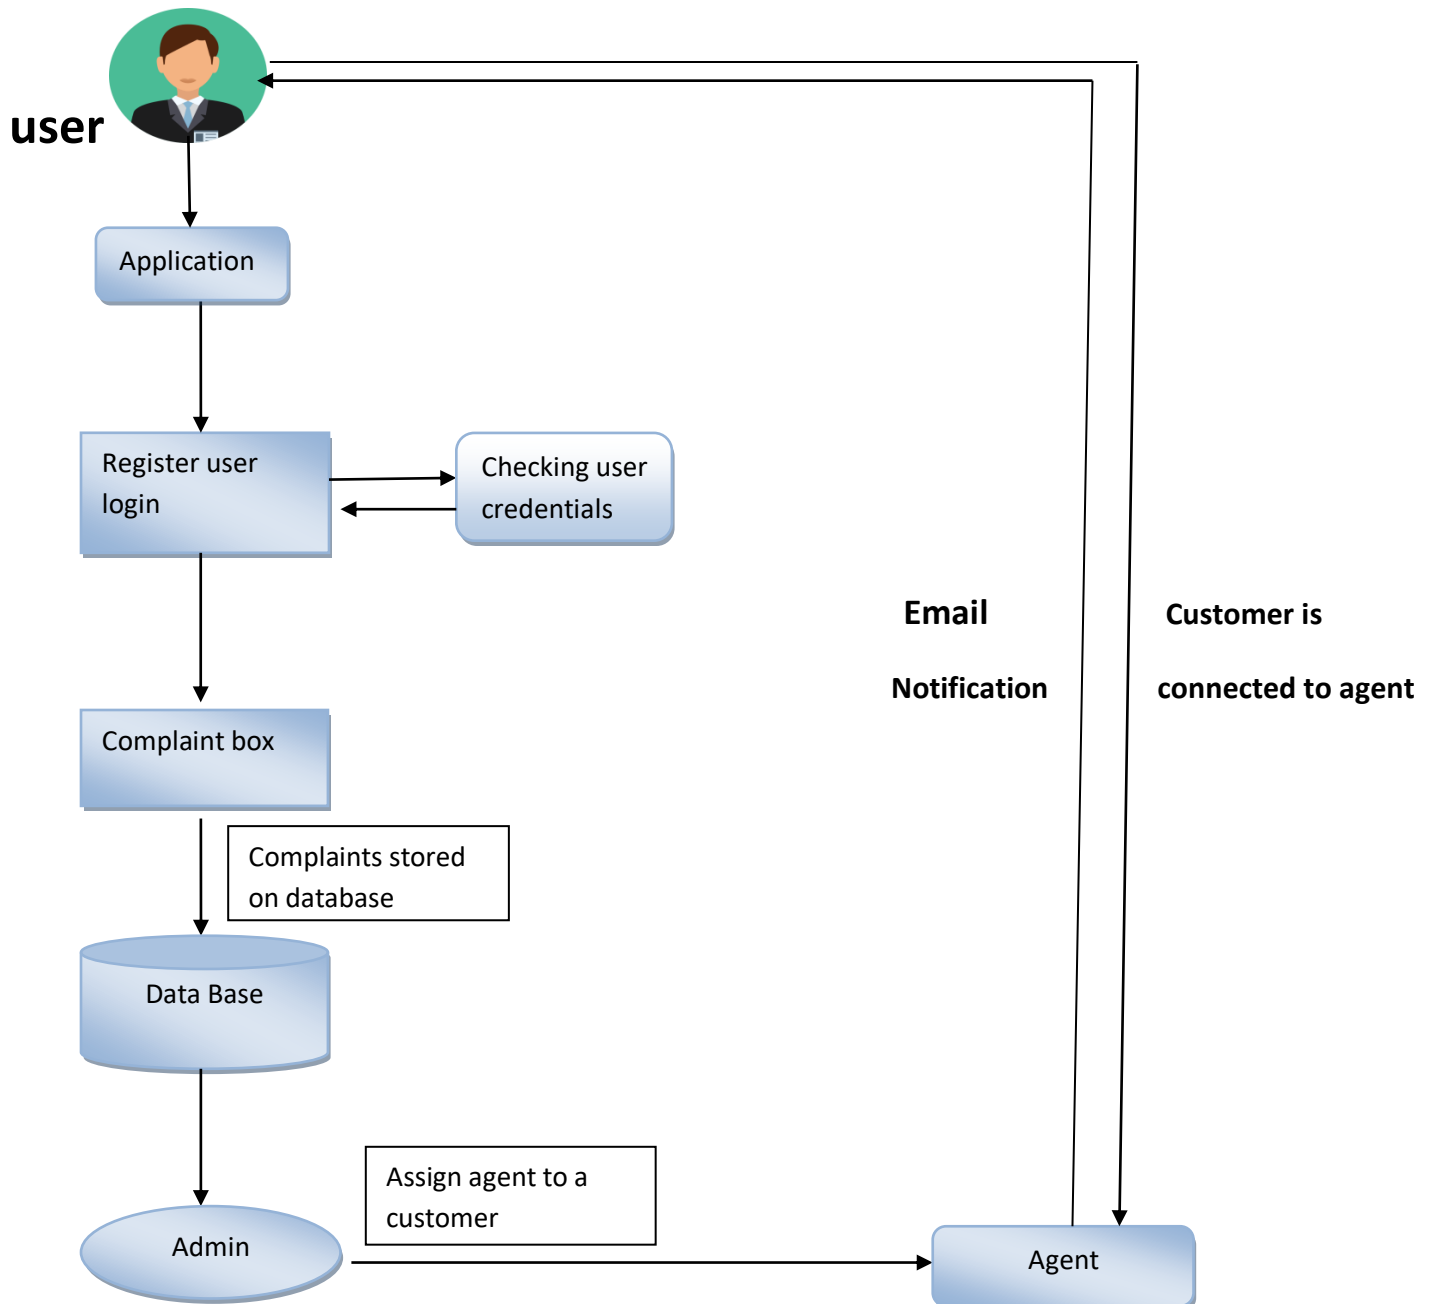 user
Application
Register user
login
Checking user
credentials
Email
Notification
Customer is
connected to agent
Complaint box
Complaints stored
on database
Data Base
Assign agent to a
customer
Admin
Agent